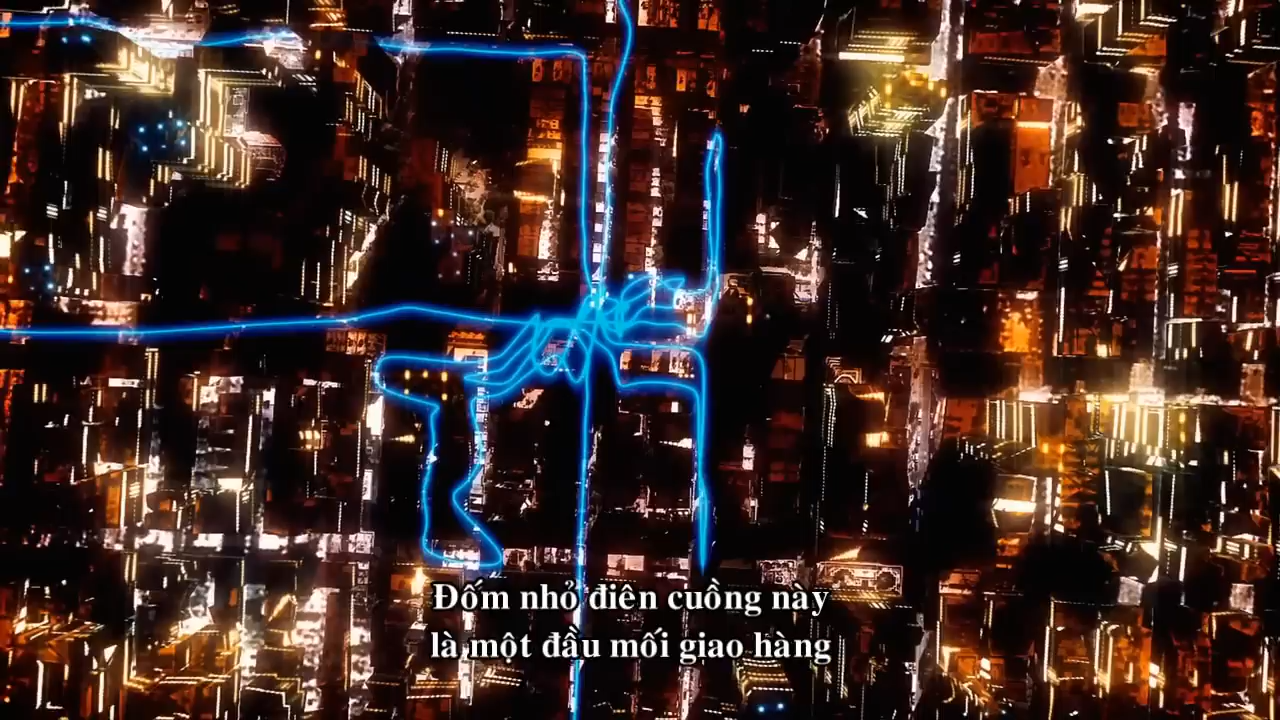 Đốm nhỏ điên cuồng này
là một đầu mối giao hàng